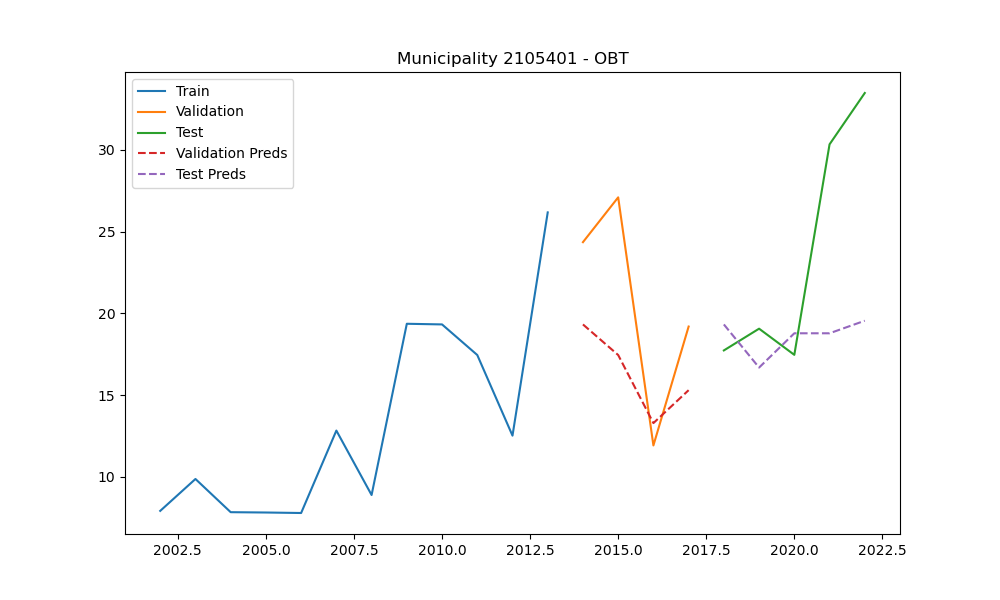 Municipality 2105401 - OBT
Train
Validation
Test
Validation Preds
Test Preds
30
25
20
15
10
2002.5 2005.0 2007.5 2010.0 2012.5 2015.0 2017.5 2020.0 2022.5